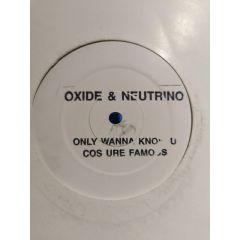 OXIDE & NEUTRINO
ONLY WANNA KNOW U
COS URE FAMOUS